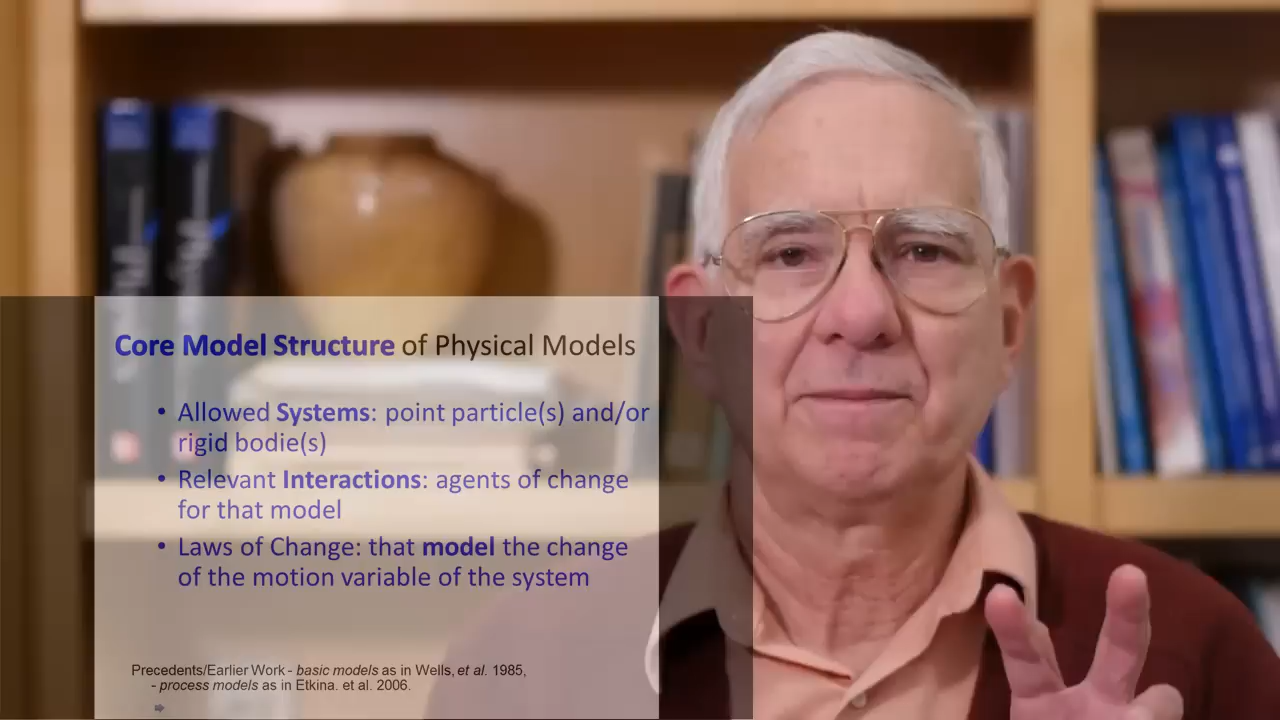 Core Model Structure of Physical Models
• Allowed Systems: point particle(s) and/or
rigid bodie(s)
• Relevant Interactions: agents of change
for that model
• Laws of Change: that model the change
of the motion variable of the system
Precedents/Earlier Work - basic models as in Wells, et al. 1985,
- process models as in Etkina. et al. 2006.